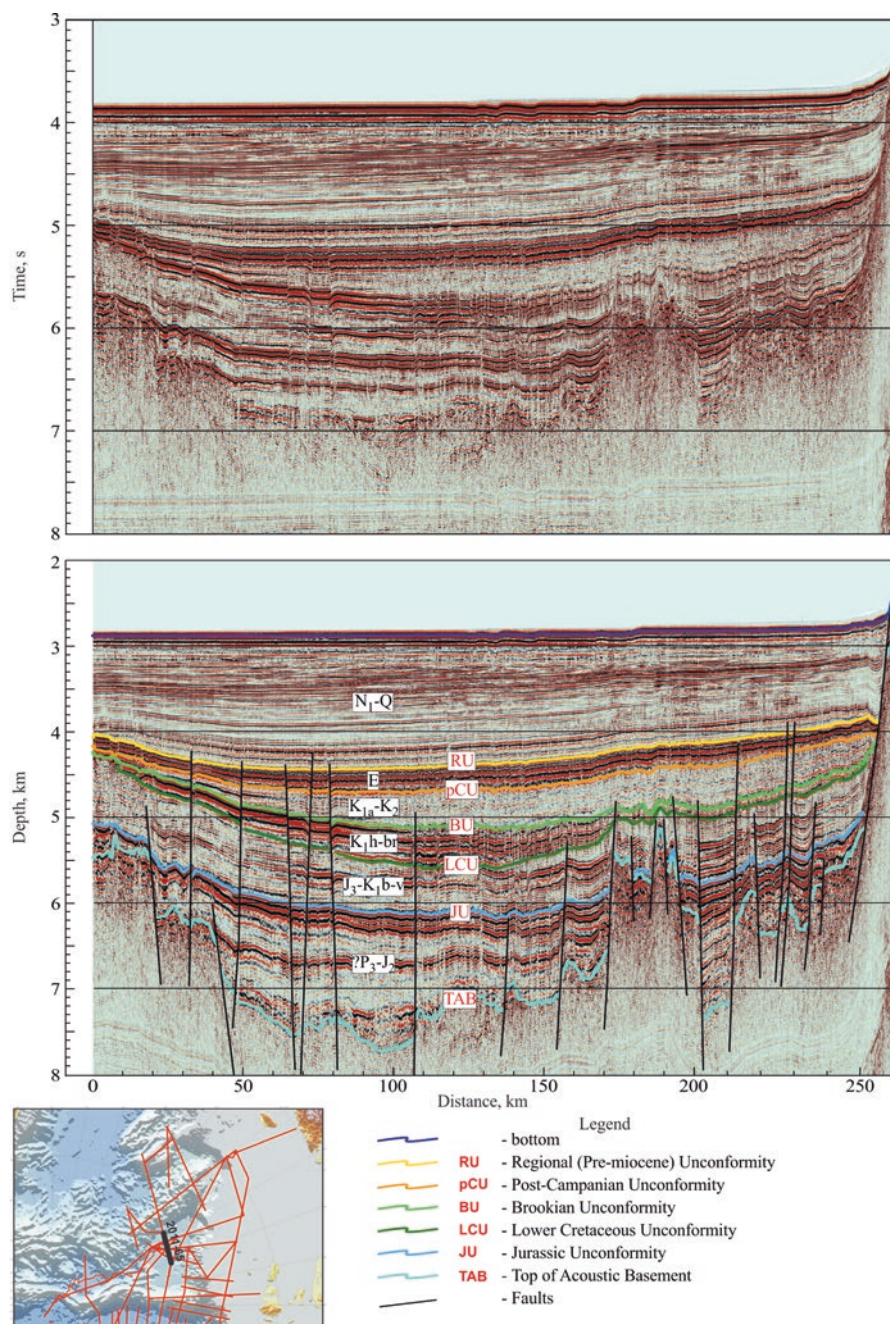 3
4
5
6
7
8
Time, s
2
3
4
5
6
7
8
Depth, km
N1-Q
RU
E
pCU
K1a-K2
BU
K1h-br
LCU
J3-K1b-v
JU
?P3-J2
TAB
0 50 100 150 200 250
Distance, km
2011-05
Legend
- bottom
RU - Regional (Pre-miocene) Unconformity
pCU - Post-Campanian Unconformity
BU - Brookian Unconformity
LCU - Lower Cretaceous Unconformity
JU - Jurassic Unconformity
TAB - Top of Acoustic Basement
- Faults